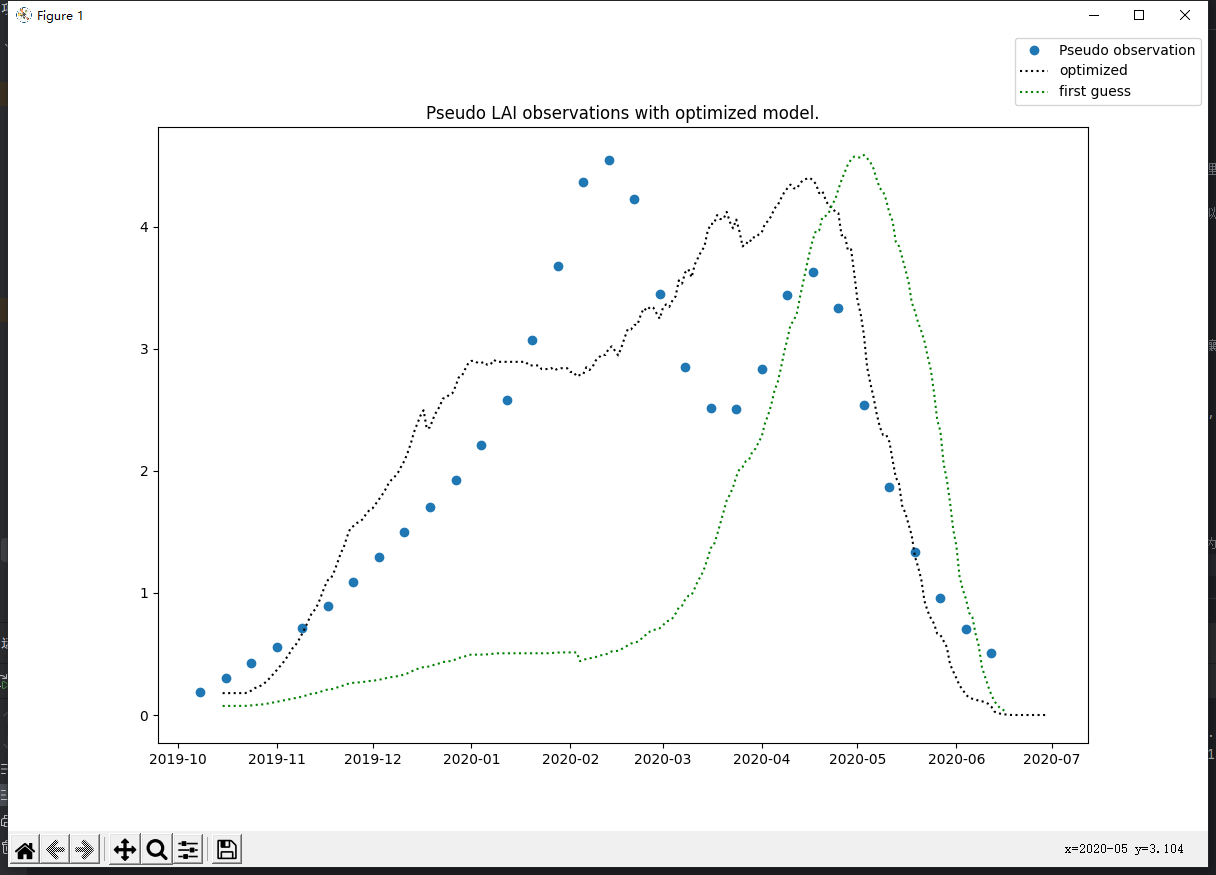 Figure 1
Pseudo observation
optimized
first guess
Pseudo LAI observations with optimized model.
4
3
2
1
0
2019-10 2019-11 2019-12 2020-01 2020-02 2020-03 2020-04 2020-05 2020-06 2020-07
x=2020-05 y=3.104